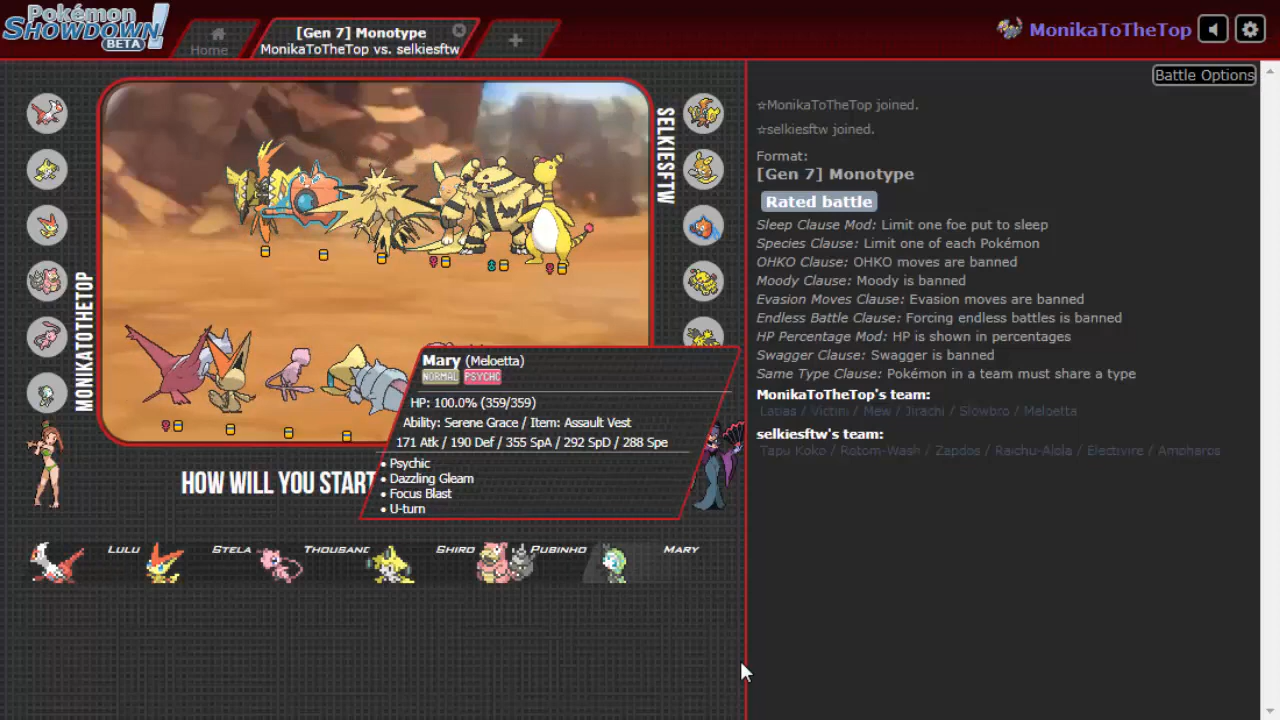 Pokémon
SHOWDOWN!
BETA
Home
[Gen 7] Monotype
MonikaToTheTop vs. selkiesftw
MonikaToTheTop
Battle Options
MONIKATOTHETOP
SELKIESFTW
☆MonikaToTheTop joined.
☆selkiesftw joined.
Format:
[Gen 7] Monotype
Rated battle
Sleep Clause Mod: Limit one foe put to sleep
Species Clause: Limit one of each Pokémon
OHKO Clause: OHKO moves are banned
Moody Clause: Moody is banned
Evasion Moves Clause: Evasion moves are banned
Endless Battle Clause: Forcing endless battles is banned
HP Percentage Mod: HP is shown in percentages
Swagger Clause: Swagger is banned
Same Type Clause: Pokémon in a team must share a type
MonikaToTheTop's team:
Latias / Victini / Mew / Jirachi / Slowbro / Meloetta
selkiesftw's team:
Tapu Koko / Rotom-Wash / Zapdos / Raichu-Alola / Electivire / Ampharos
Mary (Meloetta)
NORMAL PSYCHC
HP: 100.0% (359/359)
Ability: Serene Grace / Item: Assault Vest
171 Atk / 190 Def / 355 SpA / 292 SpD / 288 Spe
• Psychic
• Dazzling Gleam
• Focus Blast
• U-turn
HOW WILL YOU START
LULU STELA THOUSAND SHIRO PUBINHO MARY